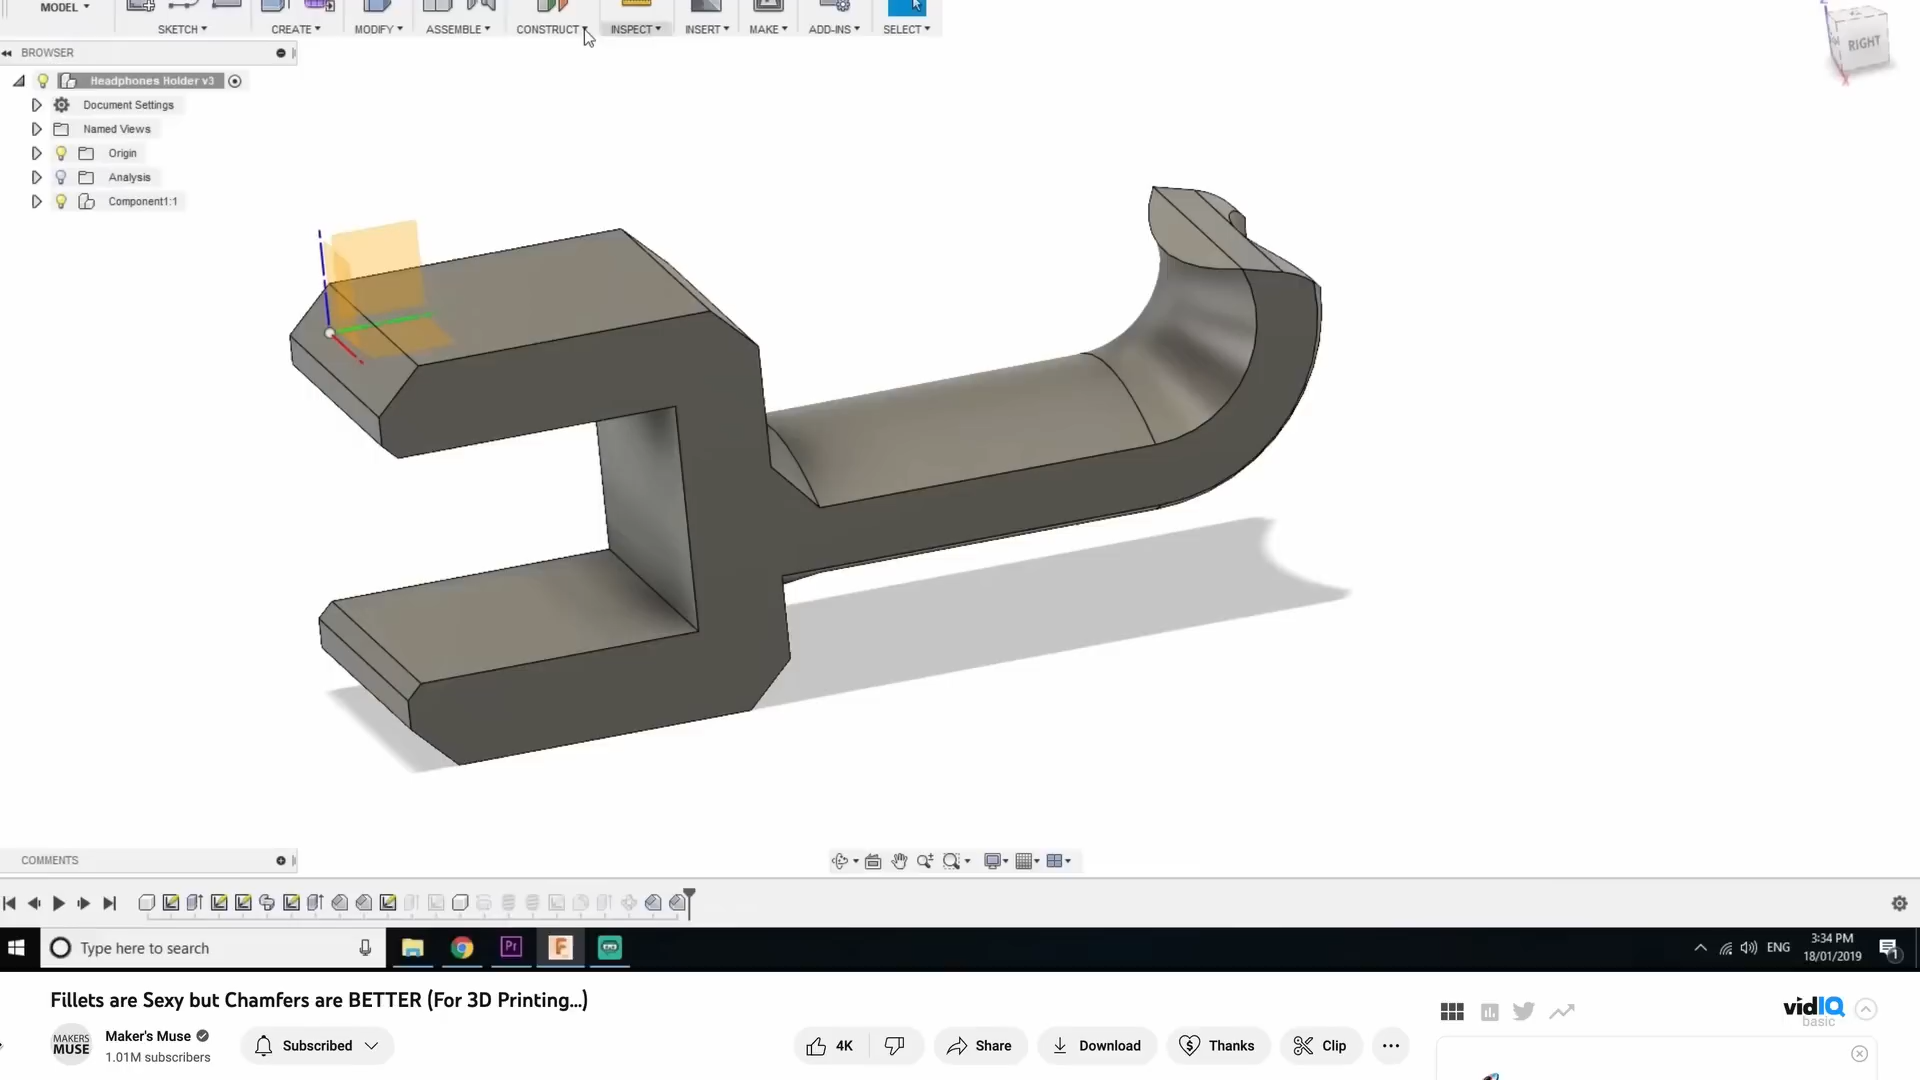 MODEL
SKETCH
CREATE
MODIFY
ASSEMBLE
CONSTRUCT
INSPECT
INSERT
MAKE
ADD-INS
SELECT
RIGHT
Z
X
BROWSER
Headphones Holder v3
Document Settings
Named Views
Origin
Analysis
Component1:1
COMMENTS
Type here to search
Pr
F
ENG
3:34 PM
18/01/2019
1
Fillets are Sexy but Chamfers are BETTER (For 3D Printing...)
MAKERS
MUSE
Maker's Muse
1.01M subscribers
Subscribed
4K
Share
Download
Thanks
Clip
vidIQ
basic